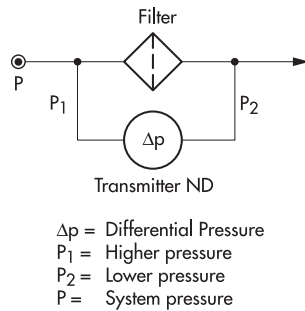 Filter
P
P1
P2
Δp
Transmitter ND
Δp = Differential Pressure
P1 = Higher pressure
P2 = Lower pressure
P = System pressure